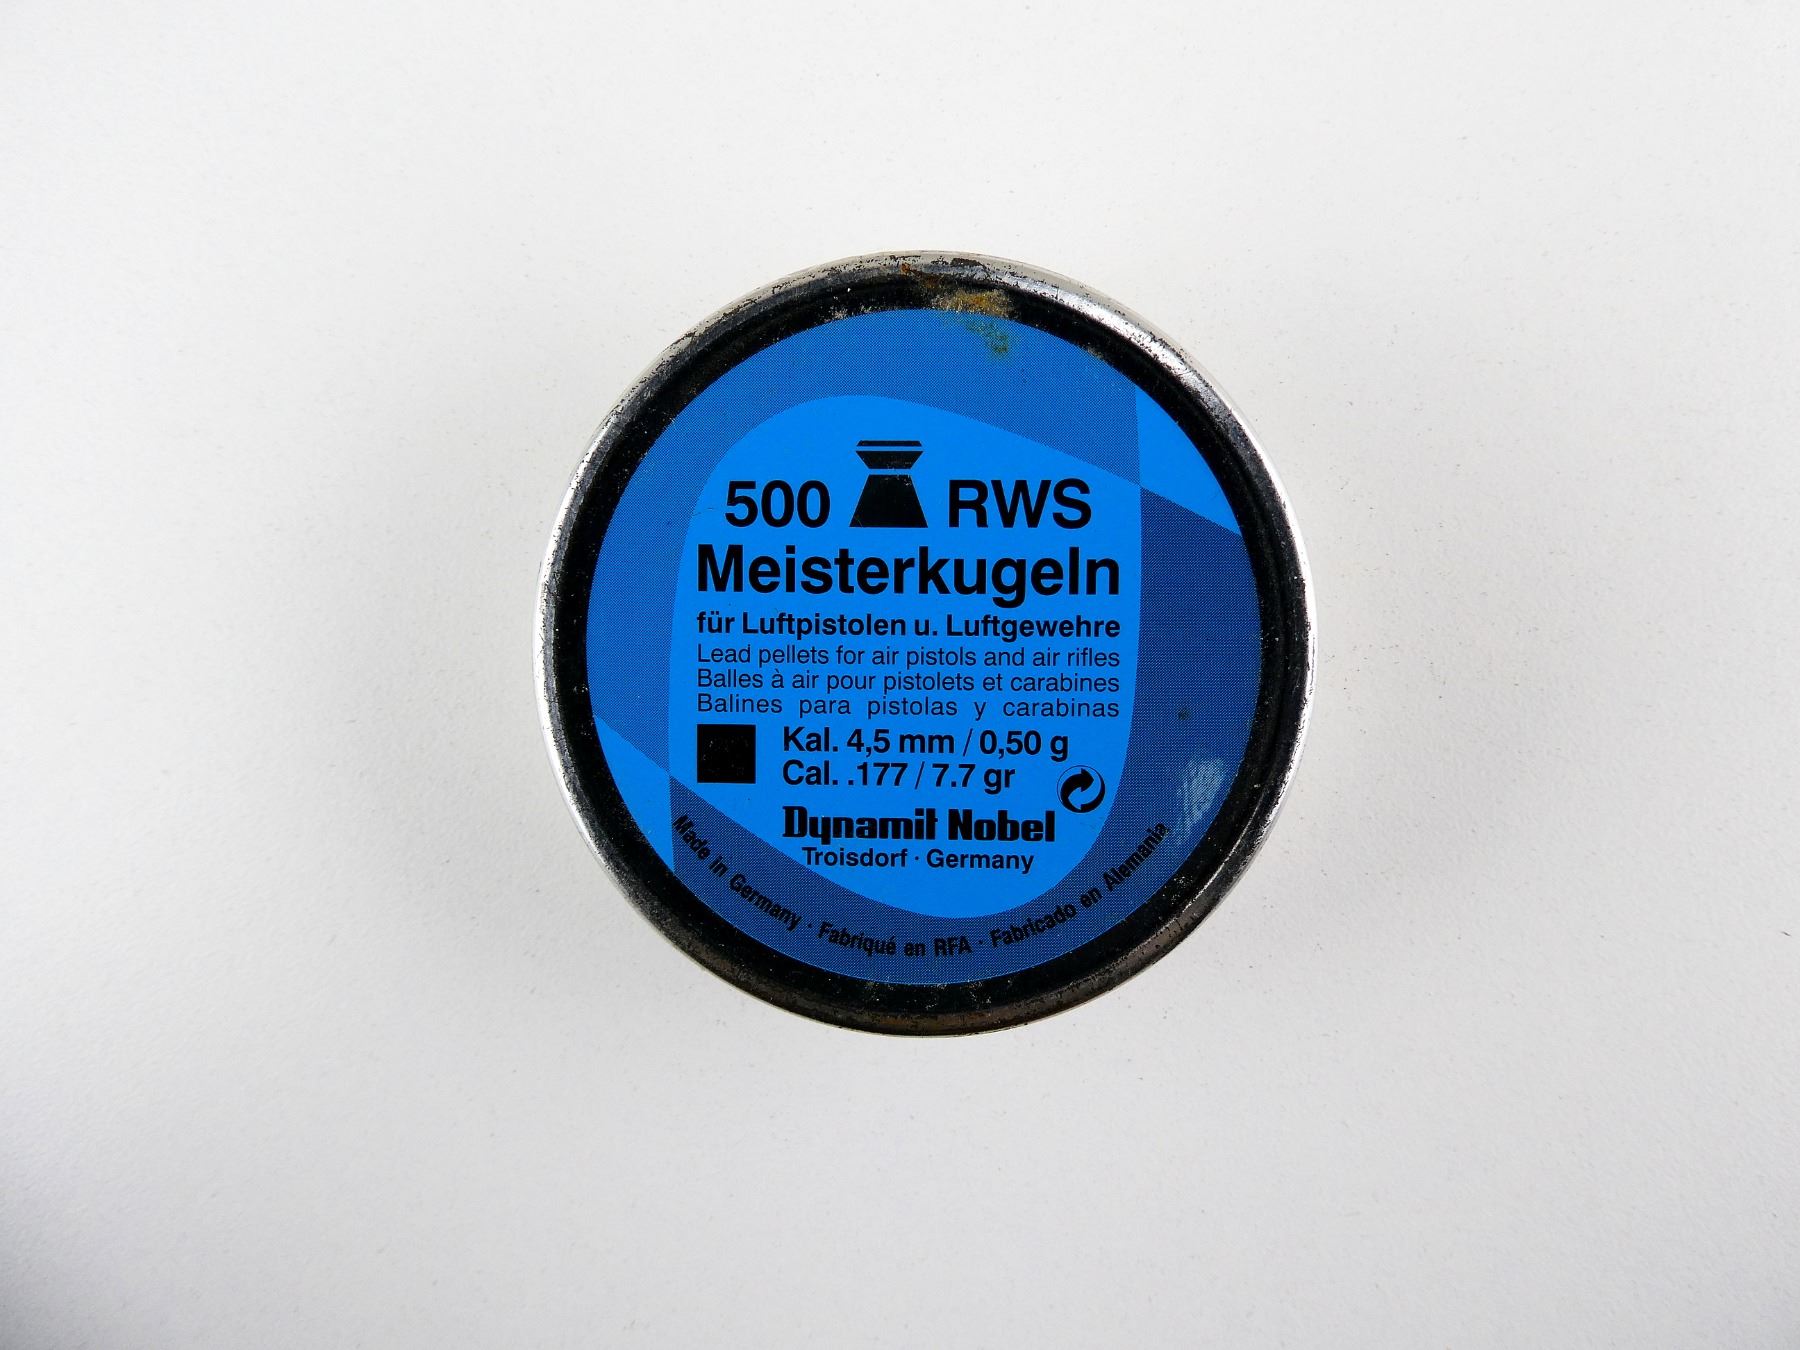 500 RWS
Meisterkugeln
für Luftpistolen u. Luftgewehre
Lead pellets for air pistols and air rifles
Balles à air pour pistolets et carabines
Balines para pistolas y carabinas
Kal. 4,5 mm / 0,50 g
Cal. .177 / 7.7 gr
Dynamit Nobel
Troisdorf · Germany
Made in Germany · Fabriqué en RFA · Fabricado en Alemania